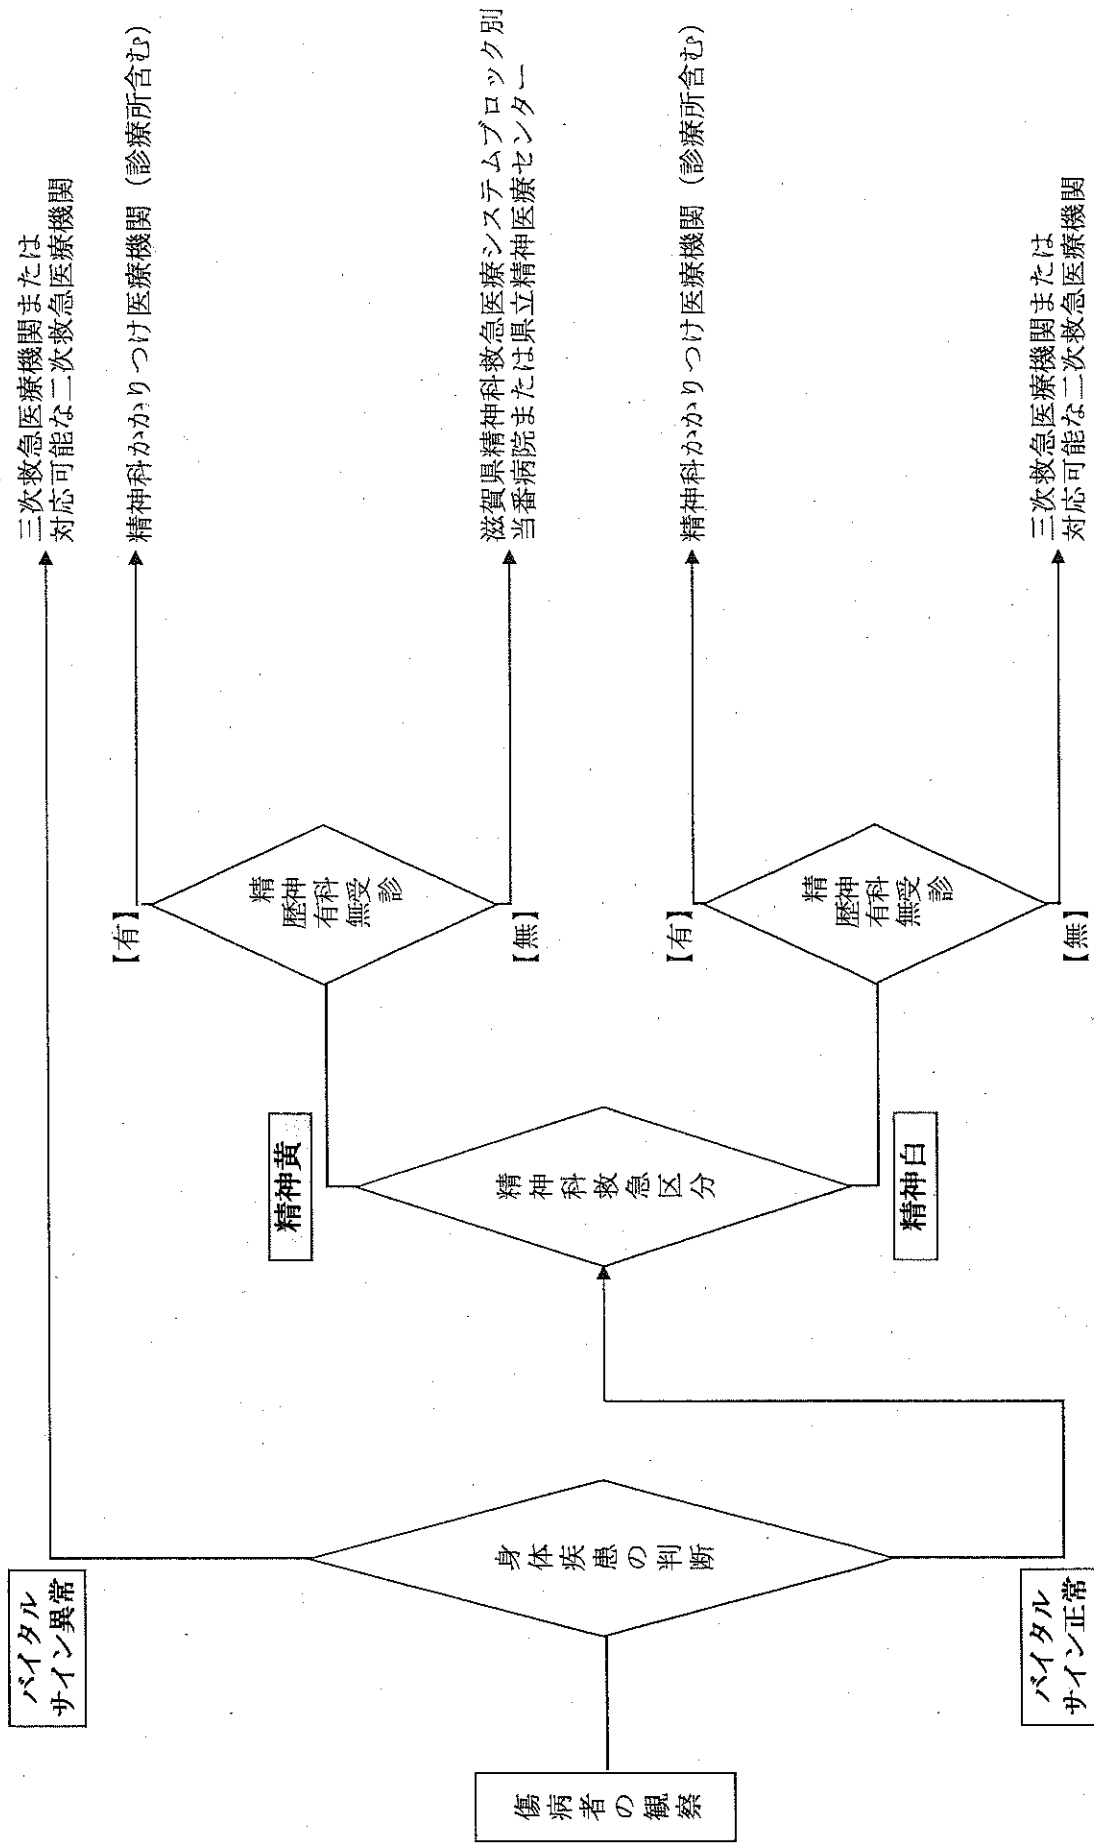 傷病者の観察
バイタル
サイン異常
身体疾患の判断
バイタル
サイン正常
精神科救急区分
精神黄
精神白
【有】
精神科受診
歴有無
【無】
【有】
精神科受診
歴有無
【無】
三次救急医療機関または
対応可能な二次救急医療機関
精神科かかりつけ医療機関（診療所含む）
滋賀県精神科救急医療システムブロック別
当番病院または県立精神医療センター
精神科かかりつけ医療機関（診療所含む）
三次救急医療機関または
対応可能な二次救急医療機関